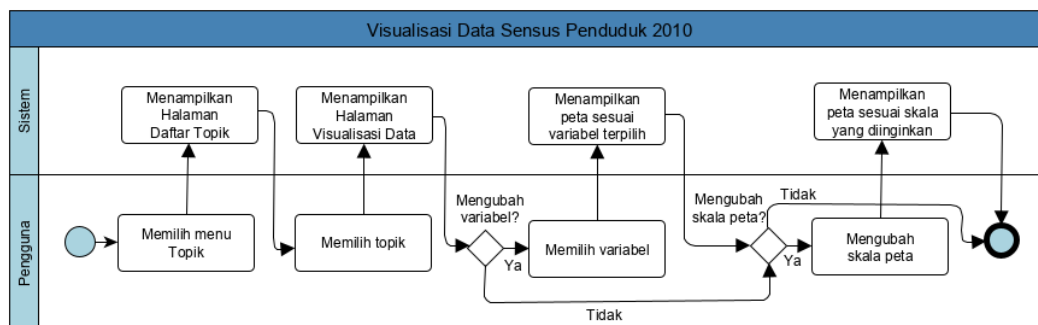 Visualisasi Data Sensus Penduduk 2010
Sistem
Menampilkan
Halaman
Daftar Topik
Menampilkan
Halaman
Visualisasi Data
Menampilkan
peta sesuai
variabel terpilih
Menampilkan
peta sesuai skala
yang diinginkan
Pengguna
Memilih menu
Topik
Memilih topik
Mengubah
variabel?
Ya
Memilih variabel
Tidak
Mengubah
skala peta?
Tidak
Ya
Mengubah
skala peta